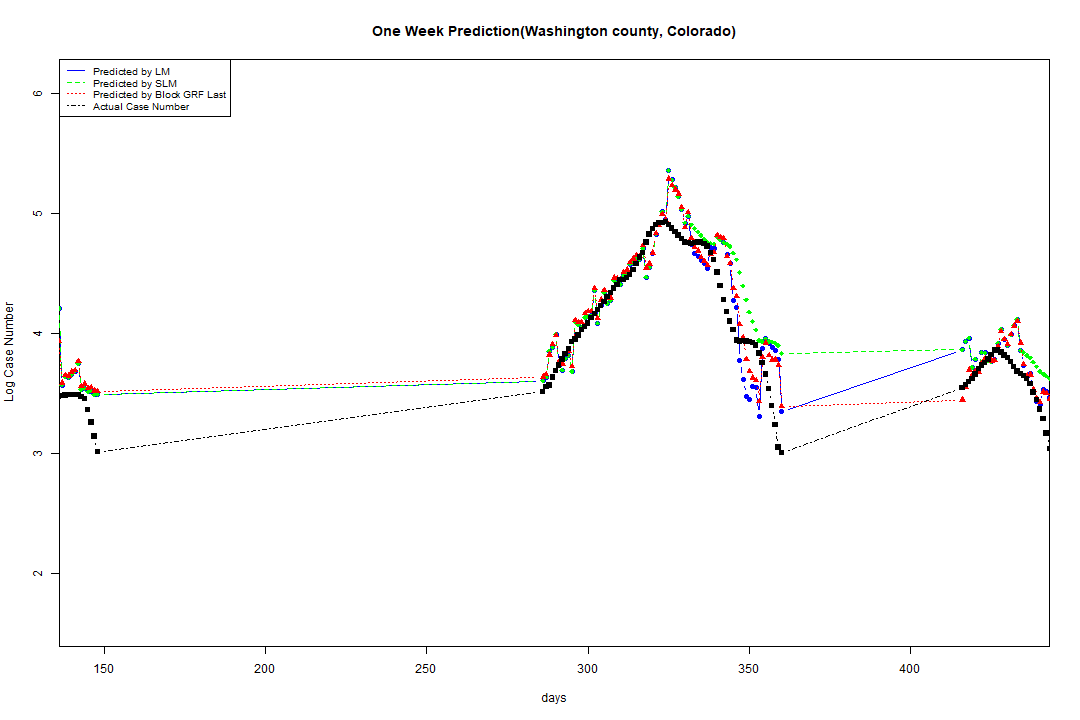 One Week Prediction(Washington county, Colorado)
Predicted by LM
Predicted by SLM
Predicted by Block GRF Last
Actual Case Number
6
5
4
3
2
Log Case Number
150
200
250
300
350
400
days